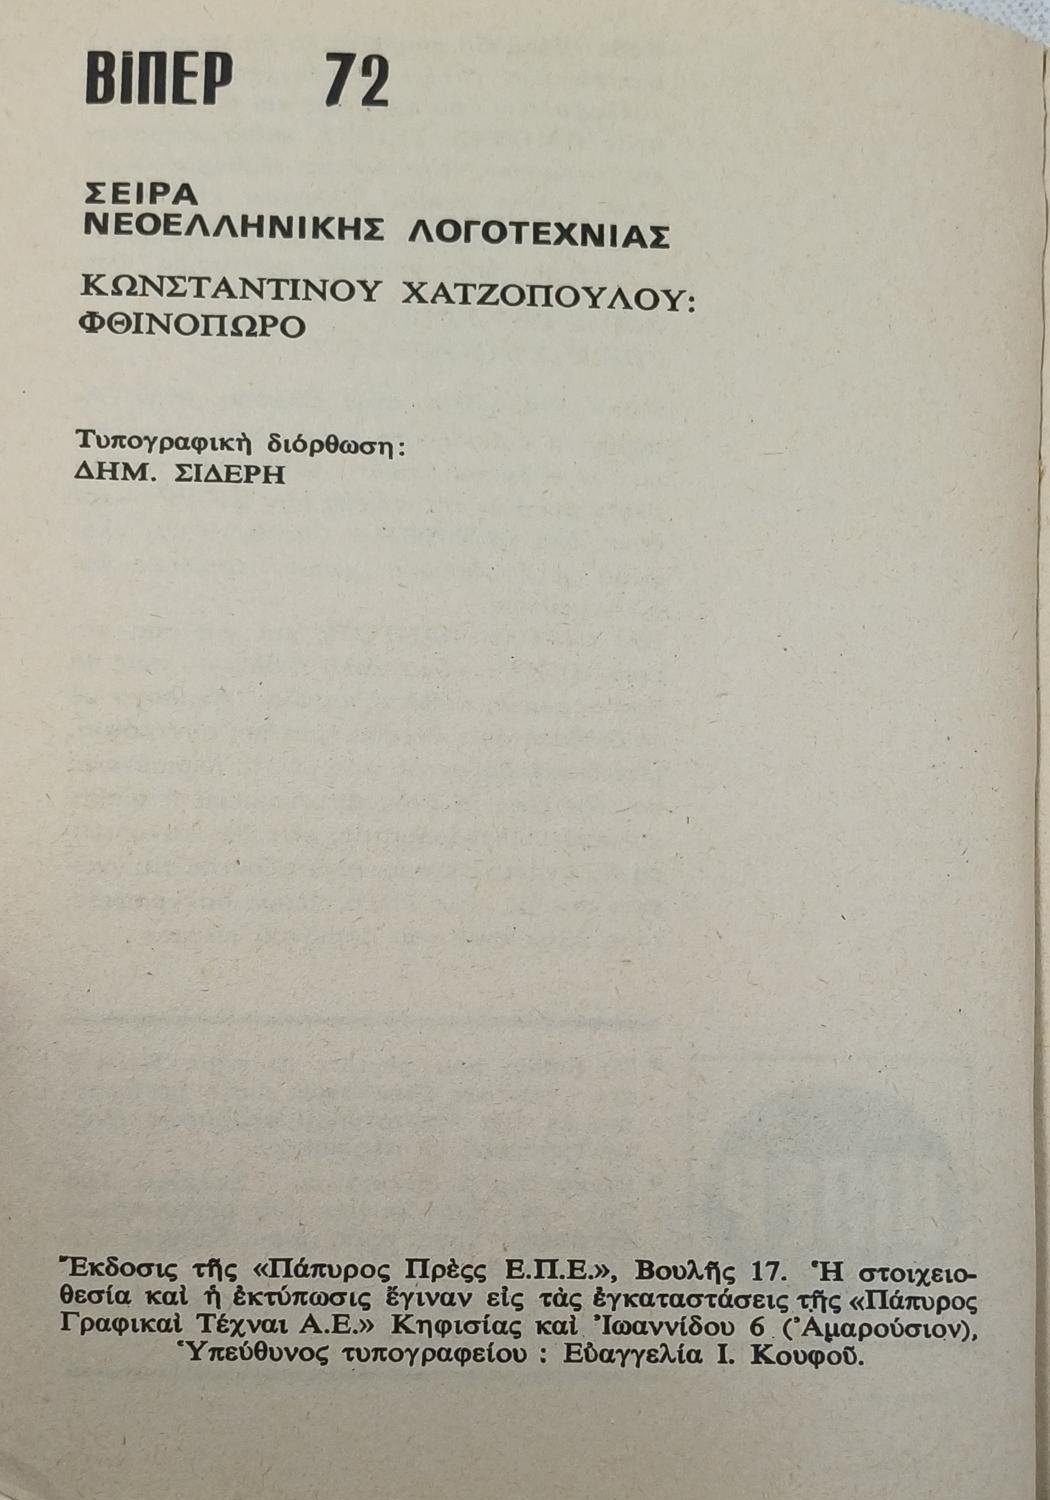 ΒίΠΕΡ 72
ΣΕΙΡΑ
ΝΕΟΕΛΛΗΝΙΚΗΣ ΛΟΓΟΤΕΧΝΙΑΣ
ΚΩΝΣΤΑΝΤΙΝΟΥ ΧΑΤΖΟΠΟΥΛΟΥ:
ΦΘΙΝΟΠΩΡΟ
Τυπογραφικὴ διόρθωση:
ΔΗΜ. ΣΙΔΕΡΗ
Ἔκδοσις τῆς «Πάπυρος Πρὲςς Ε.Π.Ε.», Βουλῆς 17. Ἡ στοιχειο-
θεσία καὶ ἡ ἐκτύπωσις ἔγιναν εἰς τὰς ἐγκαταστάσεις τῆς «Πάπυρος
Γραφικαὶ Τέχναι Α.Ε.» Κηφισίας καὶ Ἰωαννίδου 6 (Ἀμαρούσιον),
Ὑπεύθυνος τυπογραφείου : Εὐαγγελία Ι. Κουφοῦ.